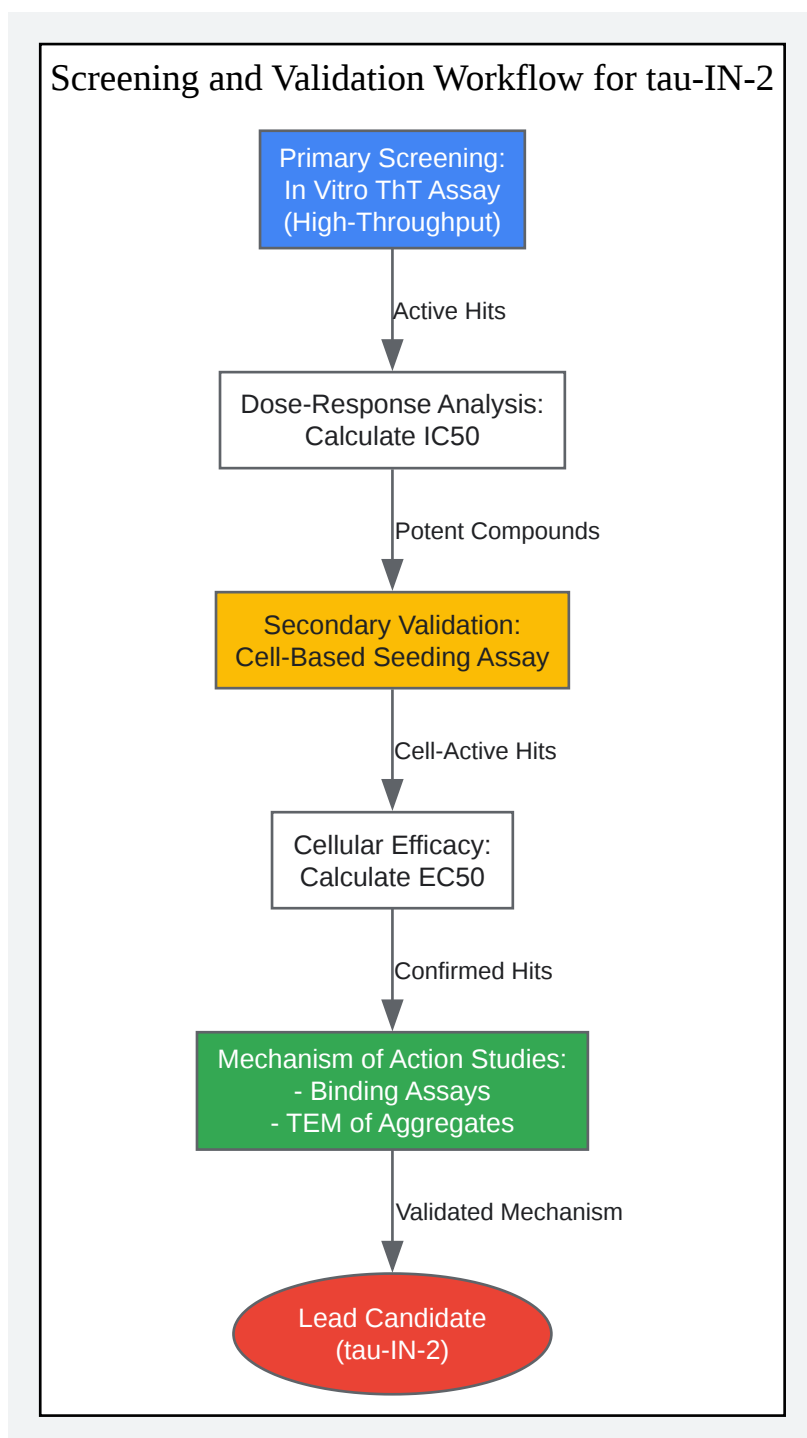 Screening and Validation Workflow for tau-IN-2
Primary Screening:
In Vitro ThT Assay
(High-Throughput)
Active Hits
Dose-Response Analysis:
Calculate IC50
Potent Compounds
Secondary Validation:
Cell-Based Seeding Assay
Cell-Active Hits
Cellular Efficacy:
Calculate EC50
Confirmed Hits
Mechanism of Action Studies:
- Binding Assays
- TEM of Aggregates
Validated Mechanism
Lead Candidate
(tau-IN-2)